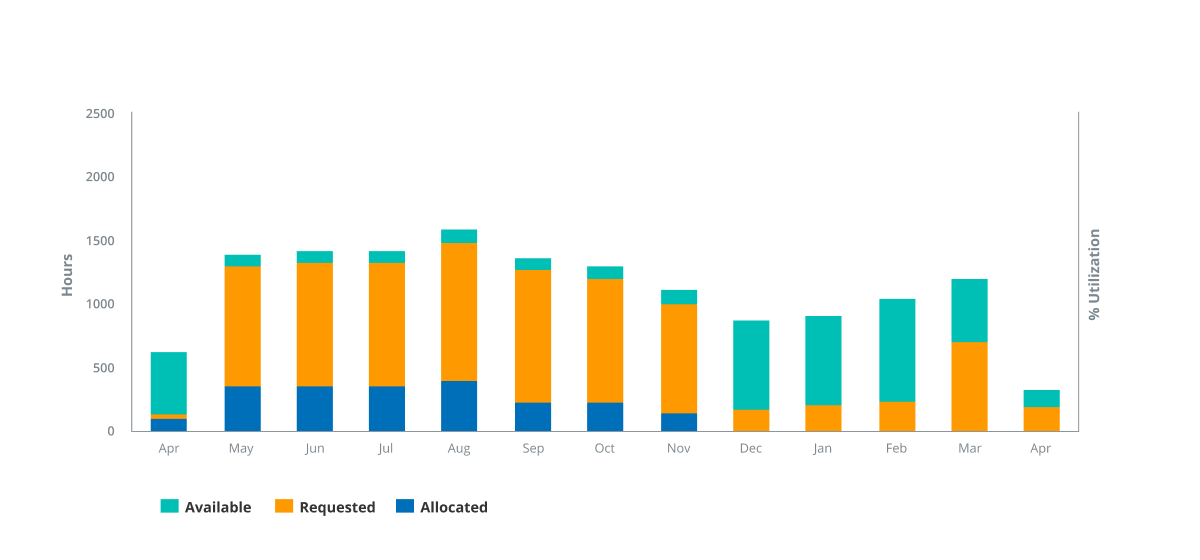 2500
2000
1500
1000
500
0
Hours
% Utilization
Apr May Jun Jul Aug Sep Oct Nov Dec Jan Feb Mar Apr
Available Requested Allocated